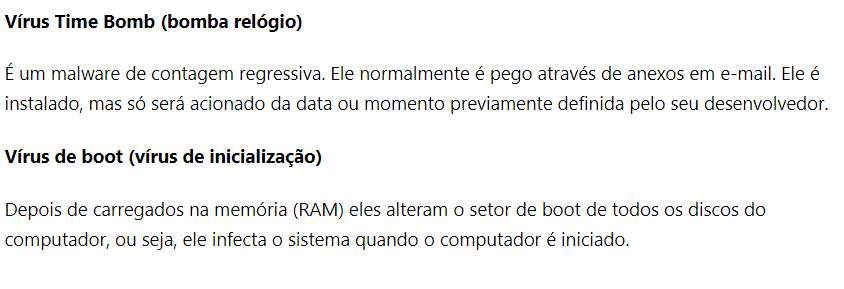 Vírus Time Bomb (bomba relógio)
É um malware de contagem regressiva. Ele normalmente é pego através de anexos em e-mail. Ele é
instalado, mas só será acionado da data ou momento previamente definida pelo seu desenvolvedor.
Vírus de boot (vírus de inicialização)
Depois de carregados na memória (RAM) eles alteram o setor de boot de todos os discos do
computador, ou seja, ele infecta o sistema quando o computador é iniciado.